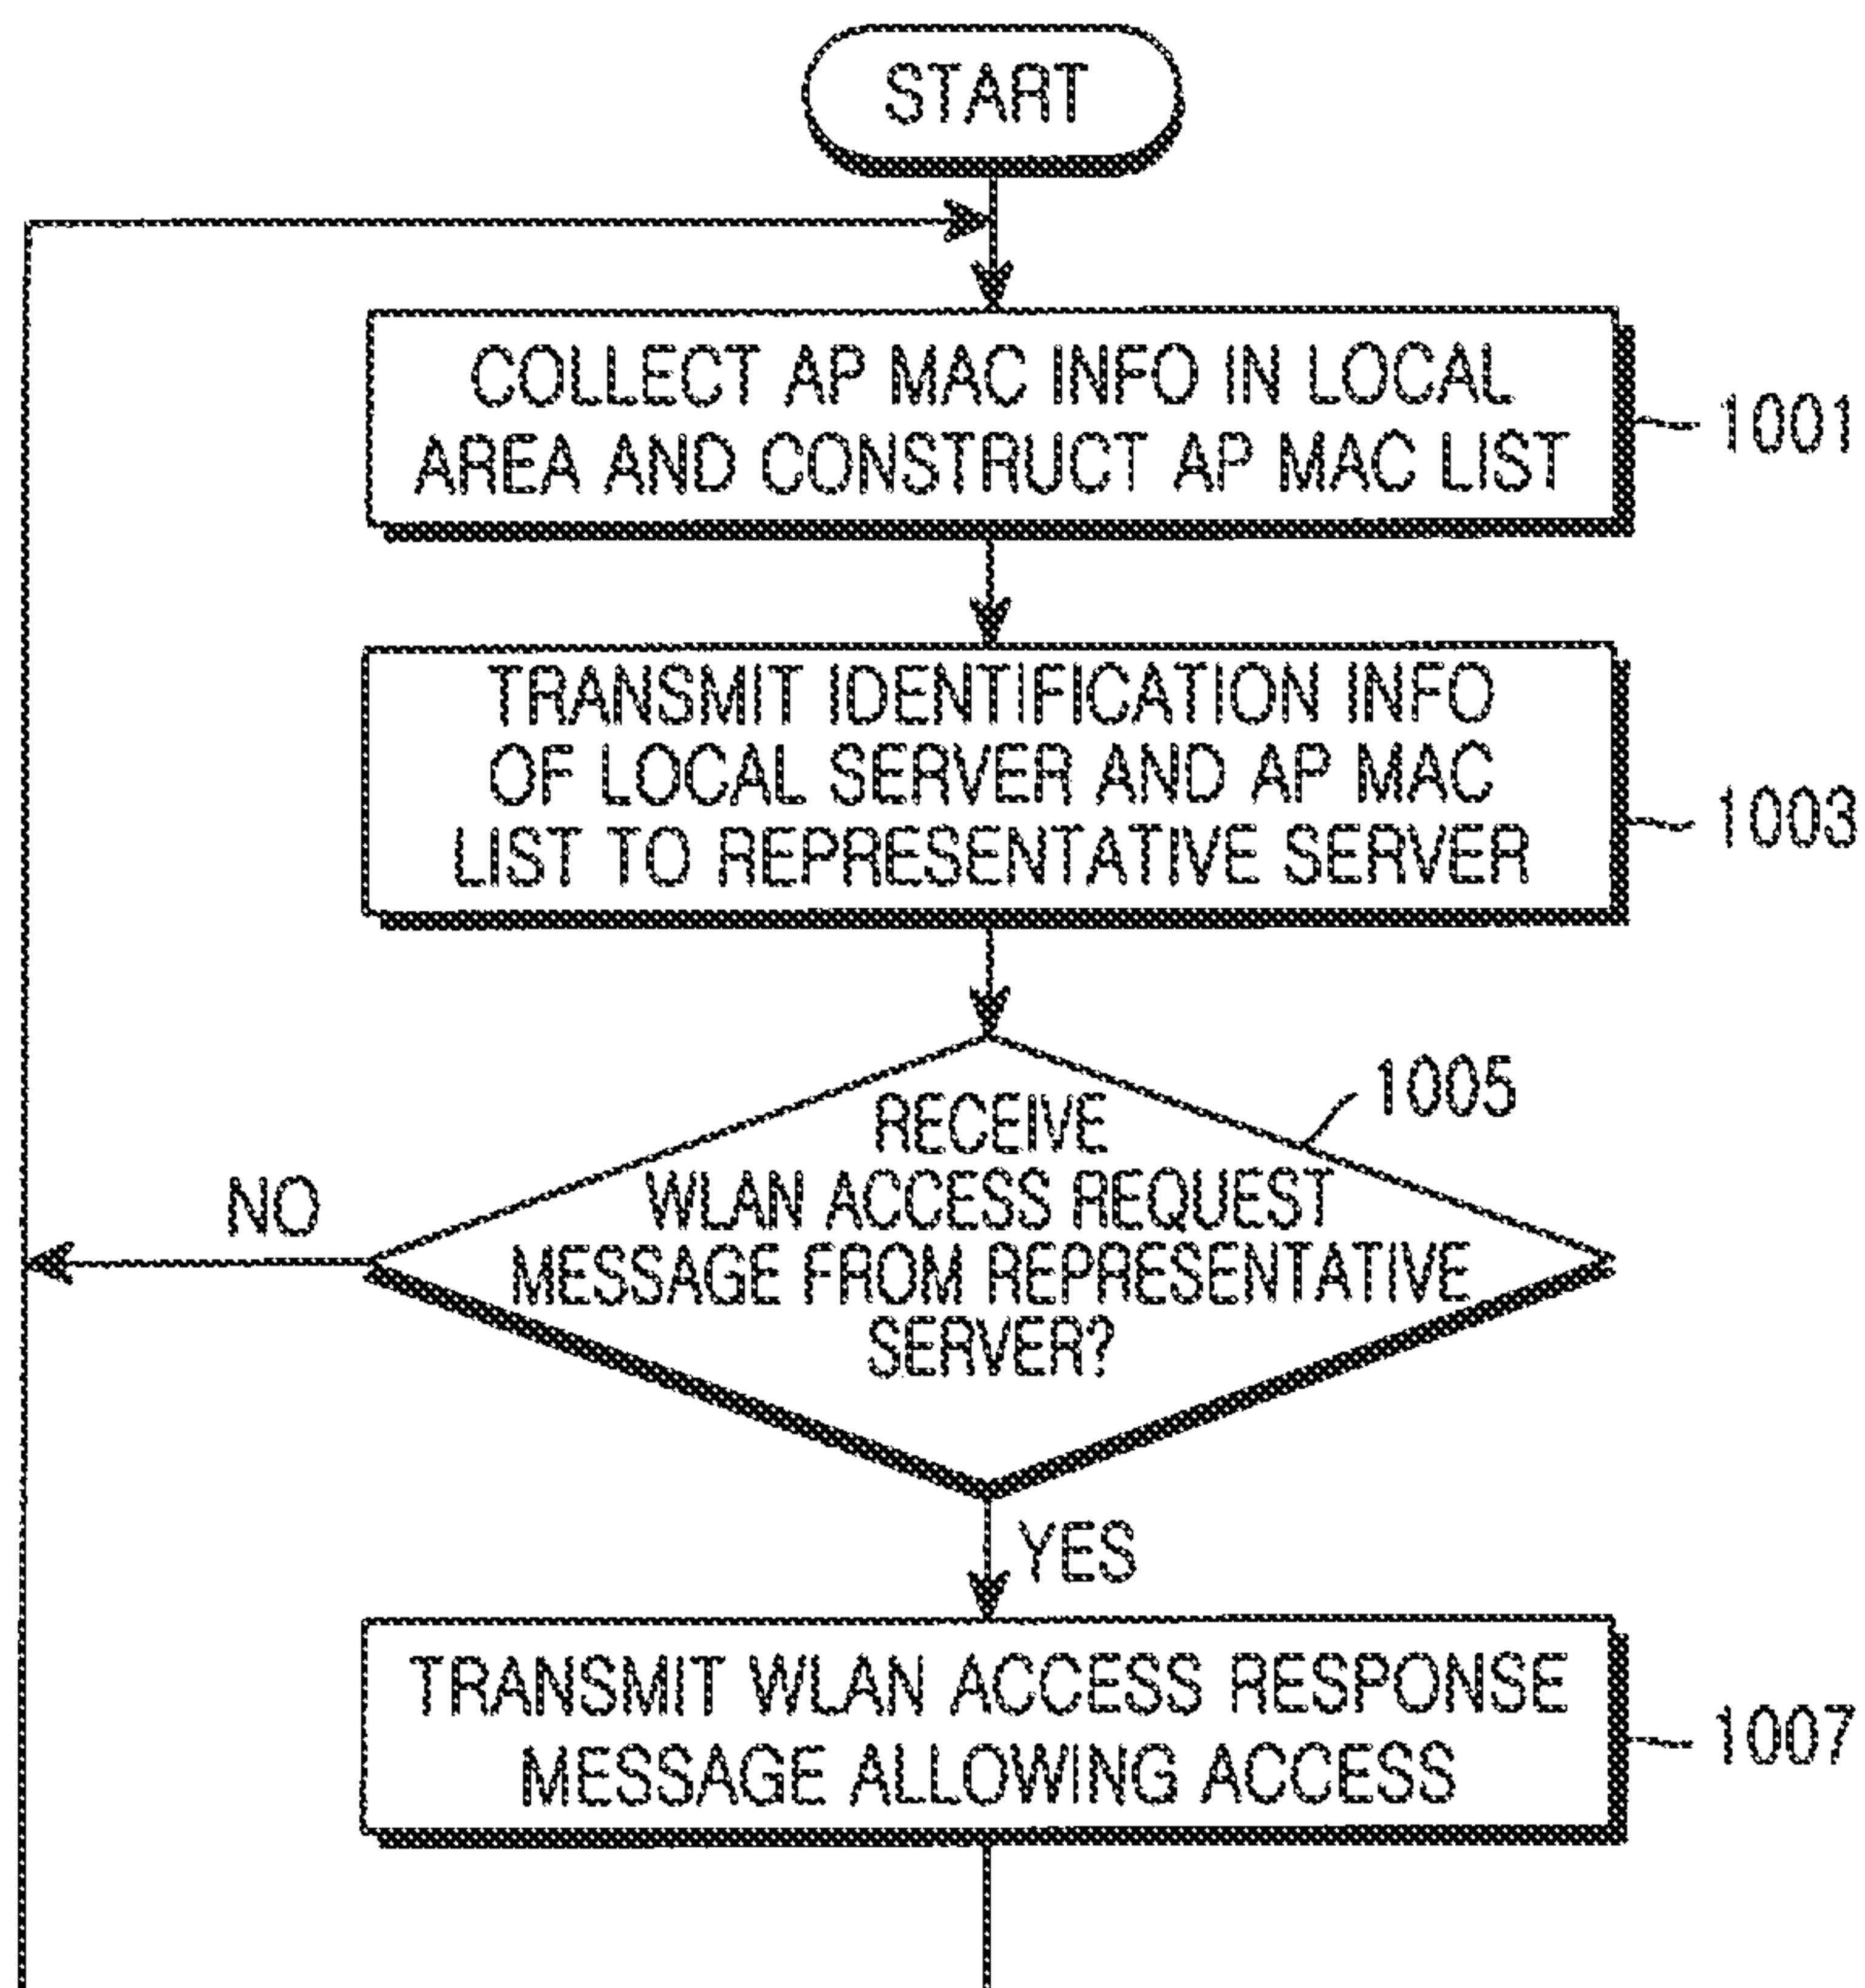 START
COLLECT AP MAC INFO IN LOCAL
AREA AND CONSTRUCT AP MAC LIST
1001
TRANSMIT IDENTIFICATION INFO
OF LOCAL SERVER AND AP MAC
LIST TO REPRESENTATIVE SERVER
1003
RECEIVE
WLAN ACCESS REQUEST
MESSAGE FROM REPRESENTATIVE
SERVER?
1005
NO
YES
TRANSMIT WLAN ACCESS RESPONSE
MESSAGE ALLOWING ACCESS
1007